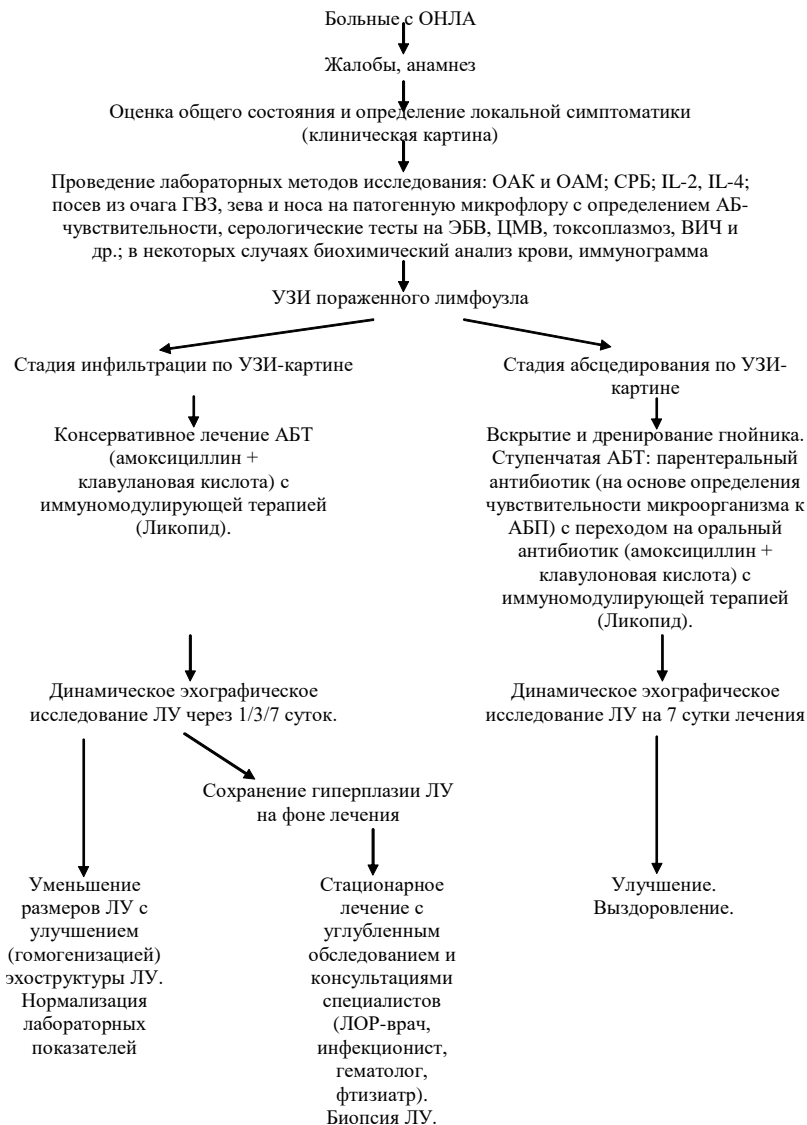 Больные с ОНЛА
Жалобы, анамнез
Оценка общего состояния и определение локальной симптоматики
(клиническая картина)
Проведение лабораторных методов исследования: ОАК и ОАМ; СРБ; IL-2, IL-4;
посев из очага ГВЗ, зева и носа на патогенную микрофлору с определением АБ-
чувствительности, серологические тесты на ЭБВ, ЦМВ, токсоплазмоз, ВИЧ и
др.; в некоторых случаях биохимический анализ крови, иммунограмма
УЗИ пораженного лимфоузла
Стадия инфильтрации по УЗИ-картине
Консервативное лечение АБТ
(амоксициллин +
клавулановая кислота) с
иммуномодулирующей терапией
(Ликопид).
Стадия абсцедирования по УЗИ-
картине
Вскрытие и дренирование гнойника.
Ступенчатая АБТ: парентеральный
антибиотик (на основе определения
чувствительности микроорганизма к
АБП) с переходом на оральный
антибиотик (амоксициллин +
клавулоновая кислота) с
иммуномодулирующей терапией
(Ликопид).
Динамическое эхографическое
исследование ЛУ через 1/3/7 суток.
Динамическое эхографическое
исследование ЛУ на 7 сутки лечения
Сохранение гиперплазии ЛУ
на фоне лечения
Уменьшение
размеров ЛУ с
улучшением
(гомогенизацией)
эхоструктуры ЛУ.
Нормализация
лабораторных
показателей
Стационарное
лечение с
углубленным
обследованием и
консультациями
специалистов
(ЛОР-врач,
инфекционист,
гематолог,
фтизиатр).
Биопсия ЛУ.
Улучшение.
Выздоровление.